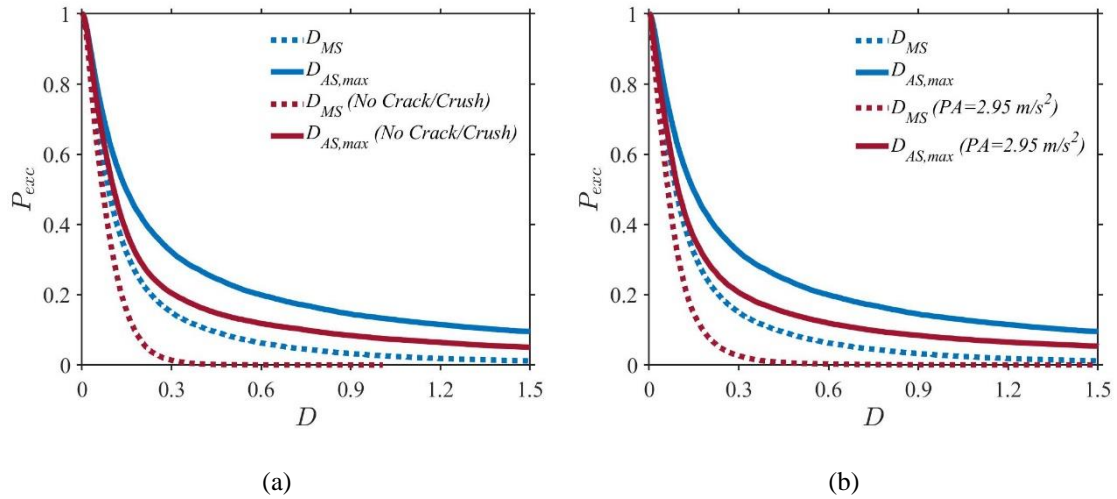 1
0.8
0.6
0.4
0.2
0
P_exc
D_MS
D_AS,max
D_MS (No Crack/Crush)
D_AS,max (No Crack/Crush)
0 0.3 0.6 0.9 1.2 1.5
D
(a)
1
0.8
0.6
0.4
0.2
0
P_exc
D_MS
D_AS,max
D_MS (PA=2.95 m/s²)
D_AS,max (PA=2.95 m/s²)
0 0.3 0.6 0.9 1.2 1.5
D
(b)